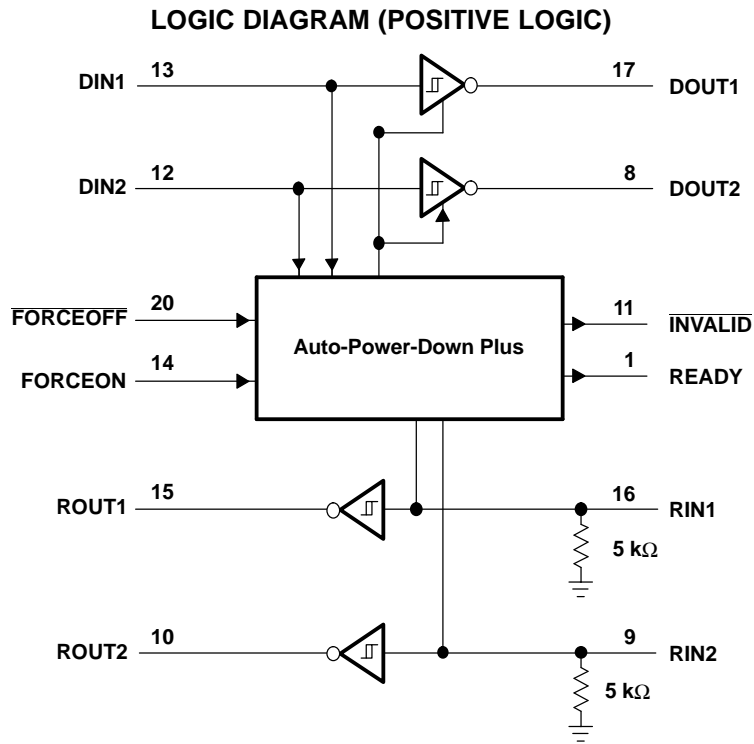 LOGIC DIAGRAM (POSITIVE LOGIC)
DIN1 13 17 DOUT1
DIN2 12 8 DOUT2
FORCEOFF 20 11 INVALID
Auto-Power-Down Plus
FORCEON 14 1 READY
ROUT1 15 16 RIN1
5 kΩ
ROUT2 10 9 RIN2
5 kΩ